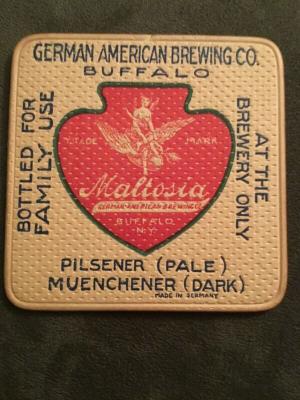 GERMAN AMERICAN BREWING CO.
BUFFALO
BOTTLED FOR
FAMILY USE
AT THE
BREWERY ONLY
TRADE MARK
Maltosia
GERMAN-AMERICAN BREWING CO.
BUFFALO
N.Y.
PILSENER (PALE)
MUENCHENER (DARK)
MADE IN GERMANY